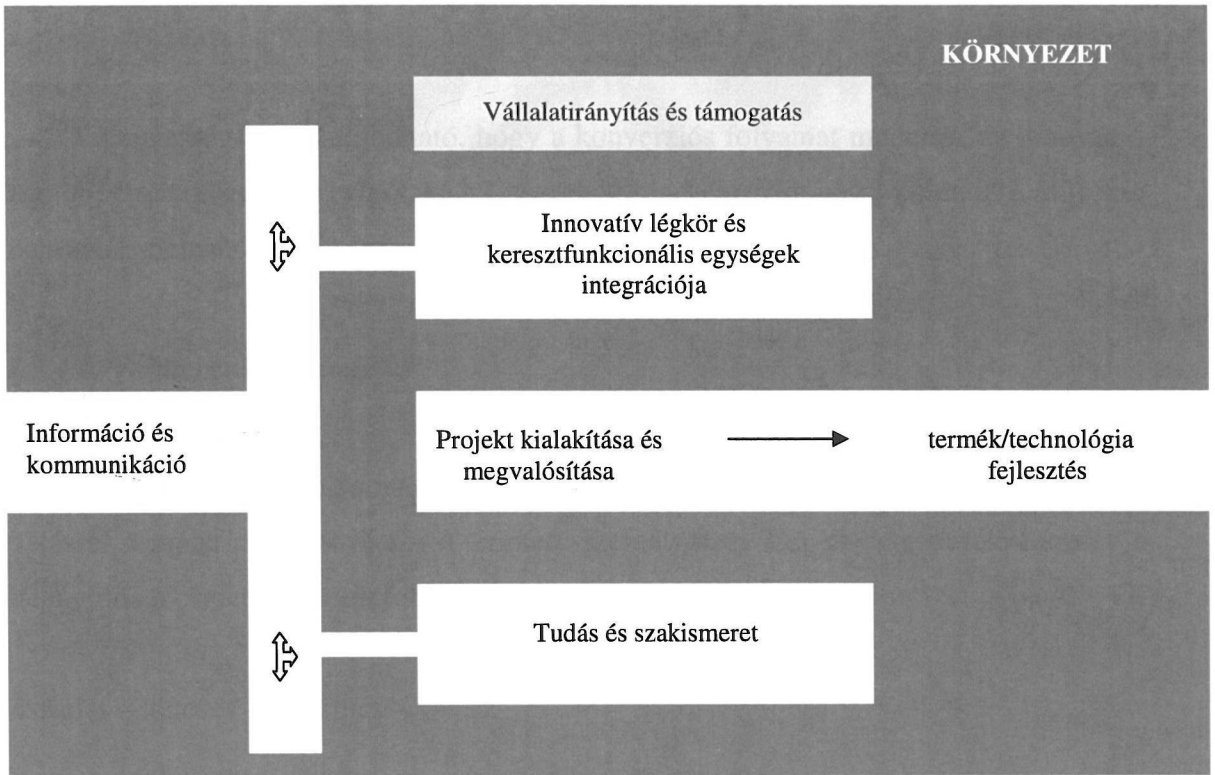 KÖRNYEZET
Vállalatirányítás és támogatás
Innovatív légkör és
keresztfunkcionális egységek
integrációja
Információ és
kommunikáció
Projekt kialakítása és
megvalósítása
termék/technológia
fejlesztés
Tudás és szakismeret